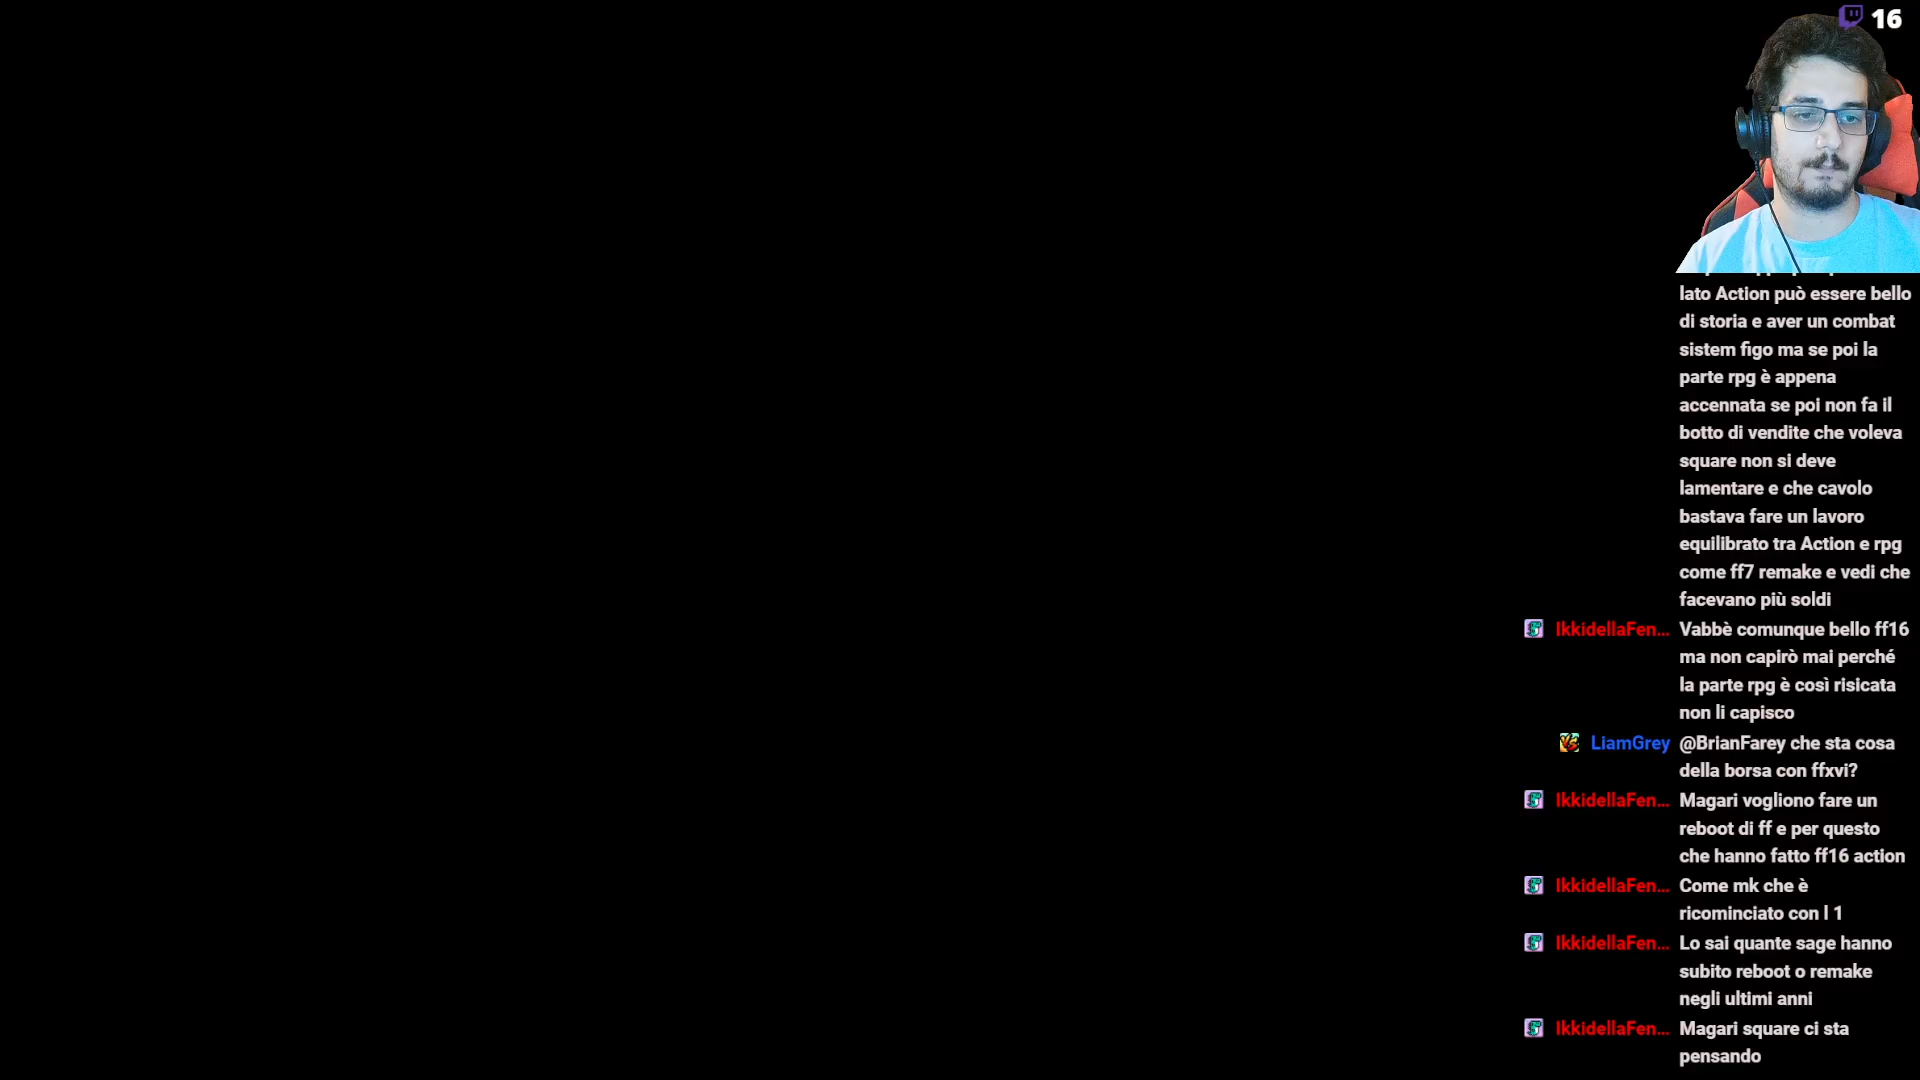 16
lato Action può essere bello
di storia e aver un combat
sistem figo ma se poi la
parte rpg è appena
accennata se poi non fa il
botto di vendite che voleva
square non si deve
lamentare e che cavolo
bastava fare un lavoro
equilibrato tra Action e rpg
come ff7 remake e vedi che
facevano più soldi
IkkidellaFen... Vabbè comunque bello ff16
ma non capirò mai perché
la parte rpg è così risicata
non li capisco
LiamGrey @BrianFarey che sta cosa
della borsa con ffxvi?
IkkidellaFen... Magari vogliono fare un
reboot di ff e per questo
che hanno fatto ff16 action
IkkidellaFen... Come mk che è
ricominciato con l 1
IkkidellaFen... Lo sai quante sage hanno
subito reboot o remake
negli ultimi anni
IkkidellaFen... Magari square ci sta
pensando